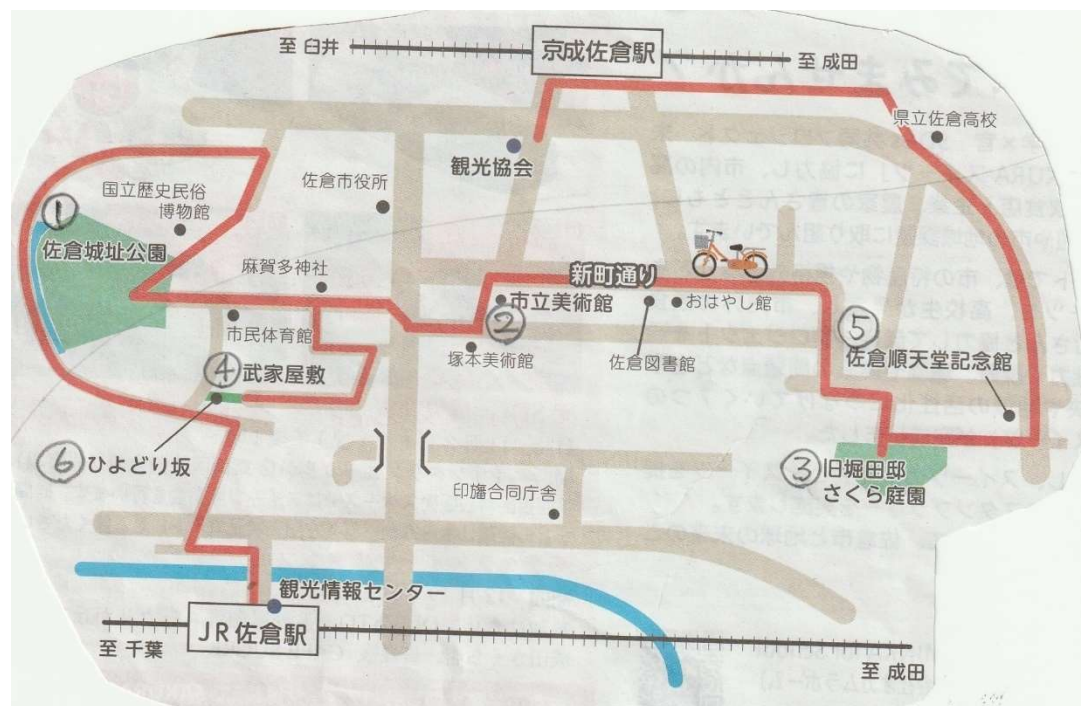 京成佐倉駅
至 臼井
至 成田
県立佐倉高校
観光協会
国立歴史民俗
博物館
佐倉市役所
①
佐倉城址公園
麻賀多神社
新町通り
市立美術館
②
おはやし館
市民体育館
塚本美術館
佐倉図書館
⑤
佐倉順天堂記念館
④
武家屋敷
⑥
ひよどり坂
③
旧堀田邸
さくら庭園
印旛合同庁舎
観光情報センター
JR佐倉駅
至 千葉
至 成田